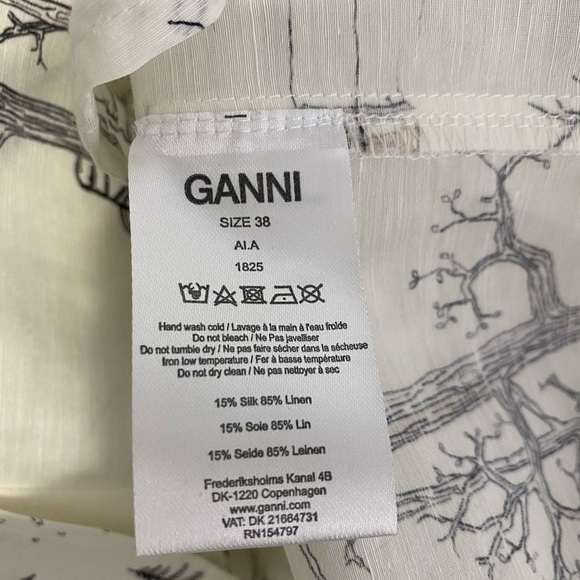 GANNI
SIZE 38
AI.A
1825
Hand wash cold / Lavage à la main à l'eau froide
Do not bleach / Ne Pas javelliser
Do not tumble dry / Ne pas faire sécher dans la sécheuse
Iron low temperature / Fer à basse température
Do not dry clean / Ne pas nettoyer à sec
15% Silk 85% Linen
15% Soie 85% Lin
15% Seide 85% Leinen
Frederiksholms Kanal 4B
DK-1220 Copenhagen
www.ganni.com
VAT: DK 21664731
RN154797